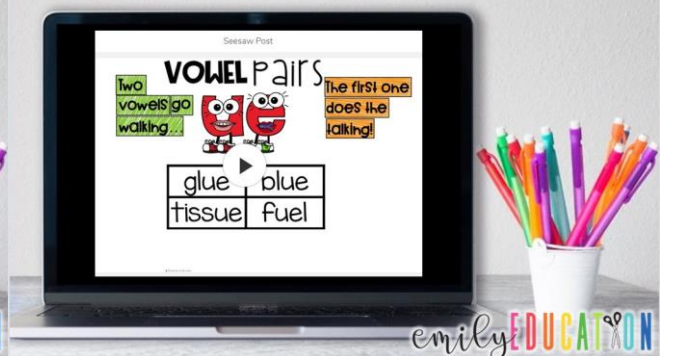 Seesaw Post
VOWEL PAIRS
Two
vowels go
walking...
ue
The first one
does the
talking!
glue blue
tissue fuel
emilyEDUCATION